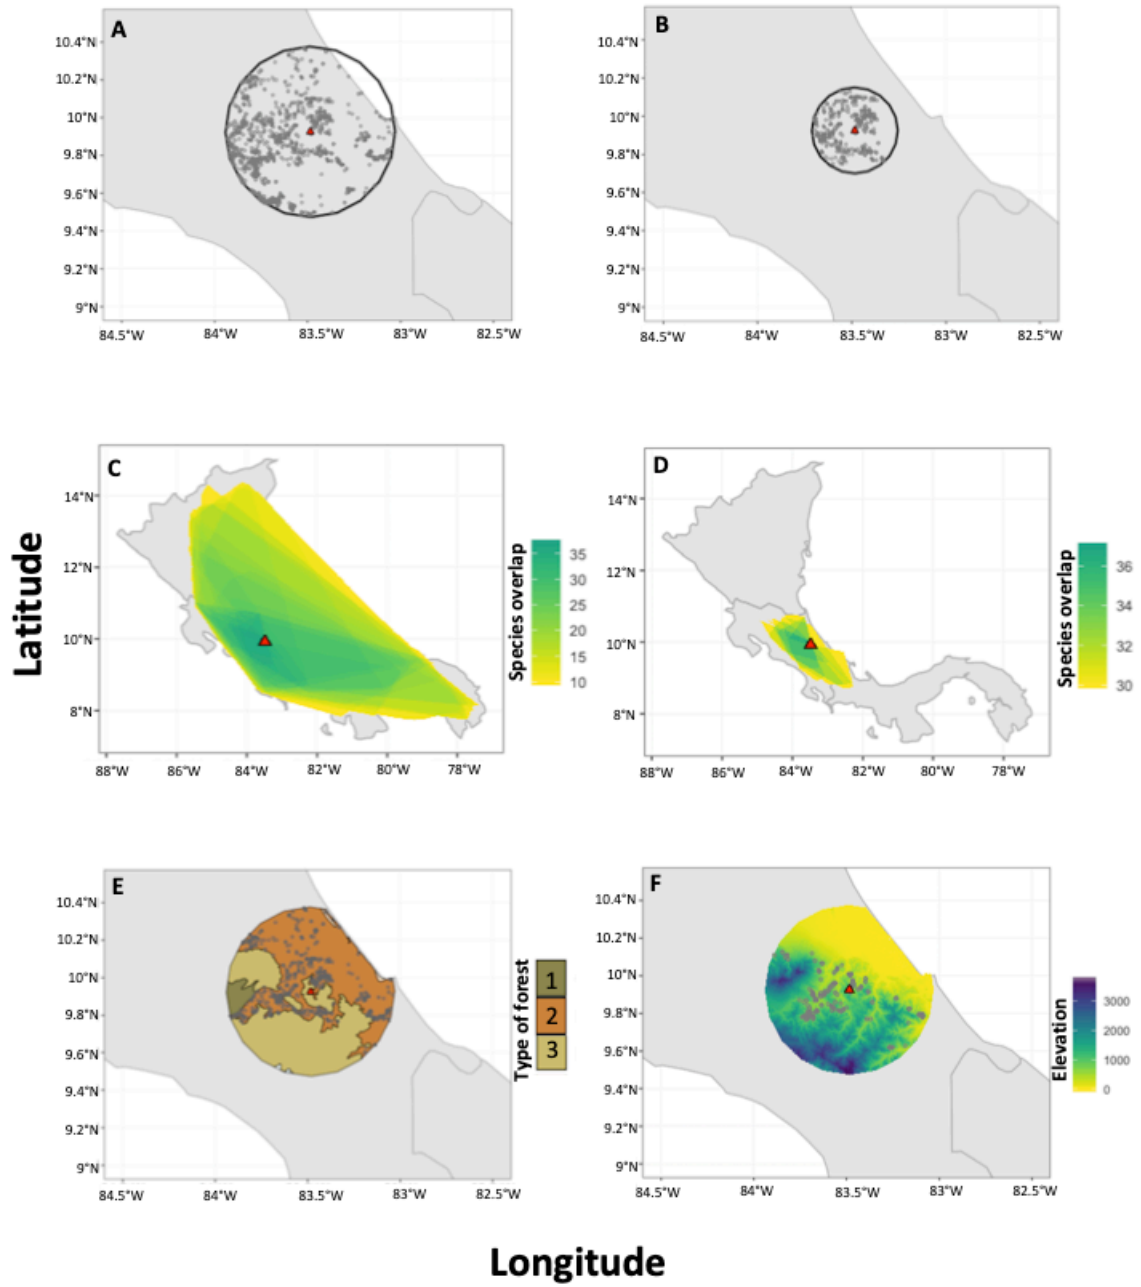 A
10.4°N
10.2°N
10°N
9.8°N
9.6°N
9.4°N
9.2°N
9°N
84.5°W 84°W 83.5°W 83°W 82.5°W
B
10.4°N
10.2°N
10°N
9.8°N
9.6°N
9.4°N
9.2°N
9°N
84.5°W 84°W 83.5°W 83°W 82.5°W
Latitude
C
14°N
12°N
10°N
8°N
88°W 86°W 84°W 82°W 80°W 78°W
Species overlap
35
30
25
20
15
10
D
14°N
12°N
10°N
8°N
88°W 86°W 84°W 82°W 80°W 78°W
Species overlap
36
34
32
30
E
10.4°N
10.2°N
10°N
9.8°N
9.6°N
9.4°N
9.2°N
9°N
84.5°W 84°W 83.5°W 83°W 82.5°W
Type of forest
1
2
3
F
10.4°N
10.2°N
10°N
9.8°N
9.6°N
9.4°N
9.2°N
9°N
84.5°W 84°W 83.5°W 83°W 82.5°W
Elevation
3000
2000
1000
0
Longitude